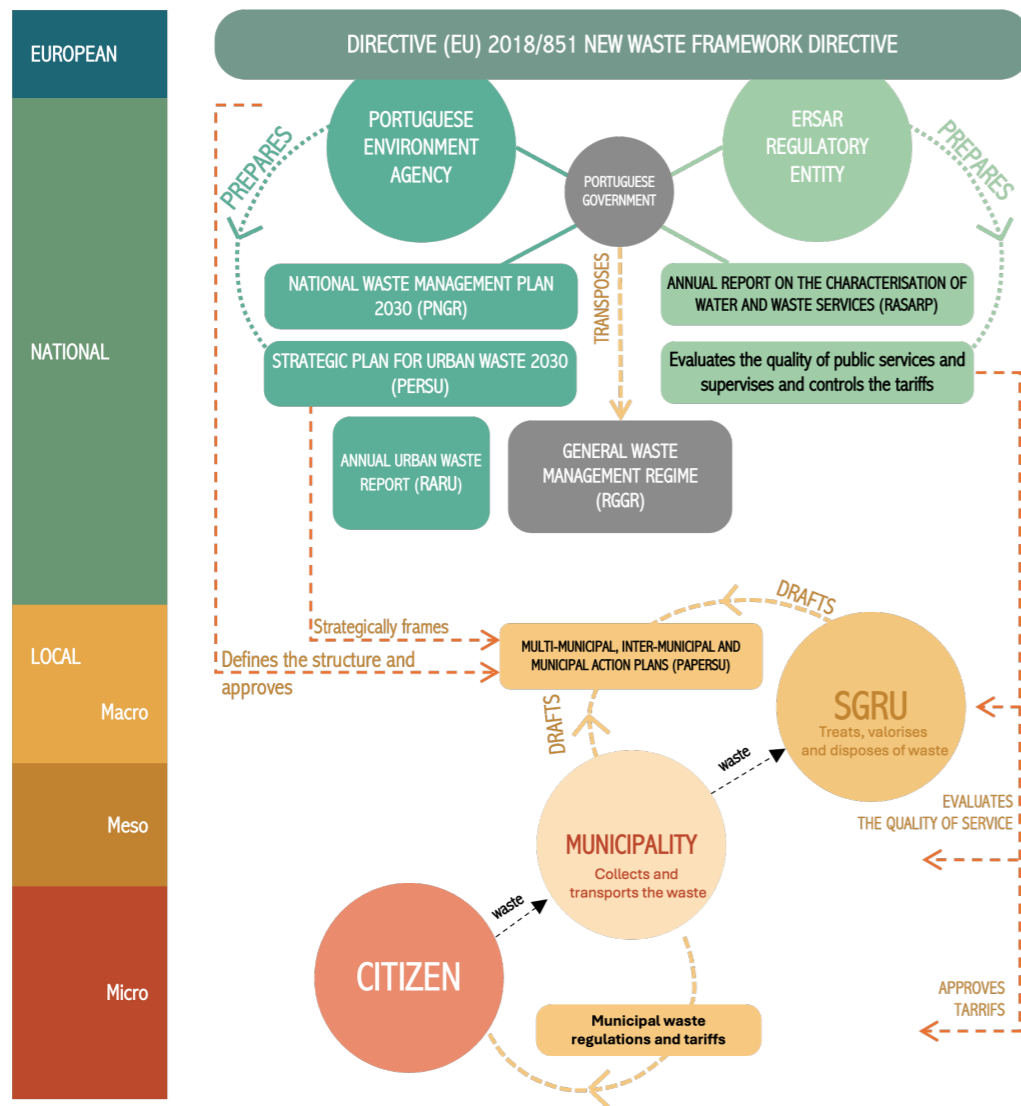 EUROPEAN
DIRECTIVE (EU) 2018/851 NEW WASTE FRAMEWORK DIRECTIVE
NATIONAL
PREPARES
PORTUGUESE
ENVIRONMENT
AGENCY
PORTUGUESE
GOVERNMENT
ERSAR
REGULATORY
ENTITY
PREPARES
NATIONAL WASTE MANAGEMENT PLAN
2030 (PNGR)
TRANSPOSES
ANNUAL REPORT ON THE CHARACTERISATION OF
WATER AND WASTE SERVICES (RASARP)
STRATEGIC PLAN FOR URBAN WASTE 2030
(PERSU)
Evaluates the quality of public services and
supervises and controls the tariffs
ANNUAL URBAN WASTE
REPORT (RARU)
GENERAL WASTE
MANAGEMENT REGIME
(RGGR)
LOCAL
Macro
Meso
Micro
Strategically frames
Defines the structure and
approves
MULTI-MUNICIPAL, INTER-MUNICIPAL AND
MUNICIPAL ACTION PLANS (PAPERSU)
DRAFTS
DRAFTS
SGRU
Treats, valorises
and disposes of waste
waste
EVALUATES
THE QUALITY OF SERVICE
MUNICIPALITY
Collects and
transports the waste
waste
CITIZEN
APPROVES
TARRIFS
Municipal waste
regulations and tariffs